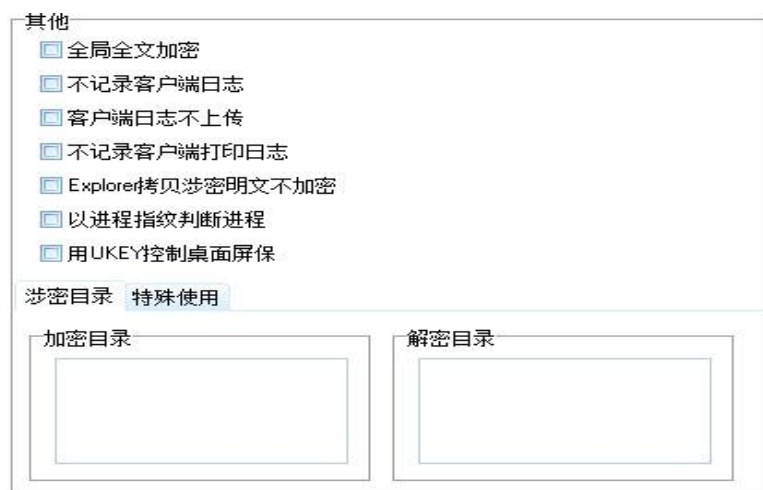 其他
全局全文加密
不记录客户端日志
客户端日志不上传
不记录客户端打印日志
Explorer拷贝涉密明文不加密
以进程指纹判断进程
用UKEY控制桌面屏保
涉密目录 特殊使用
加密目录 解密目录